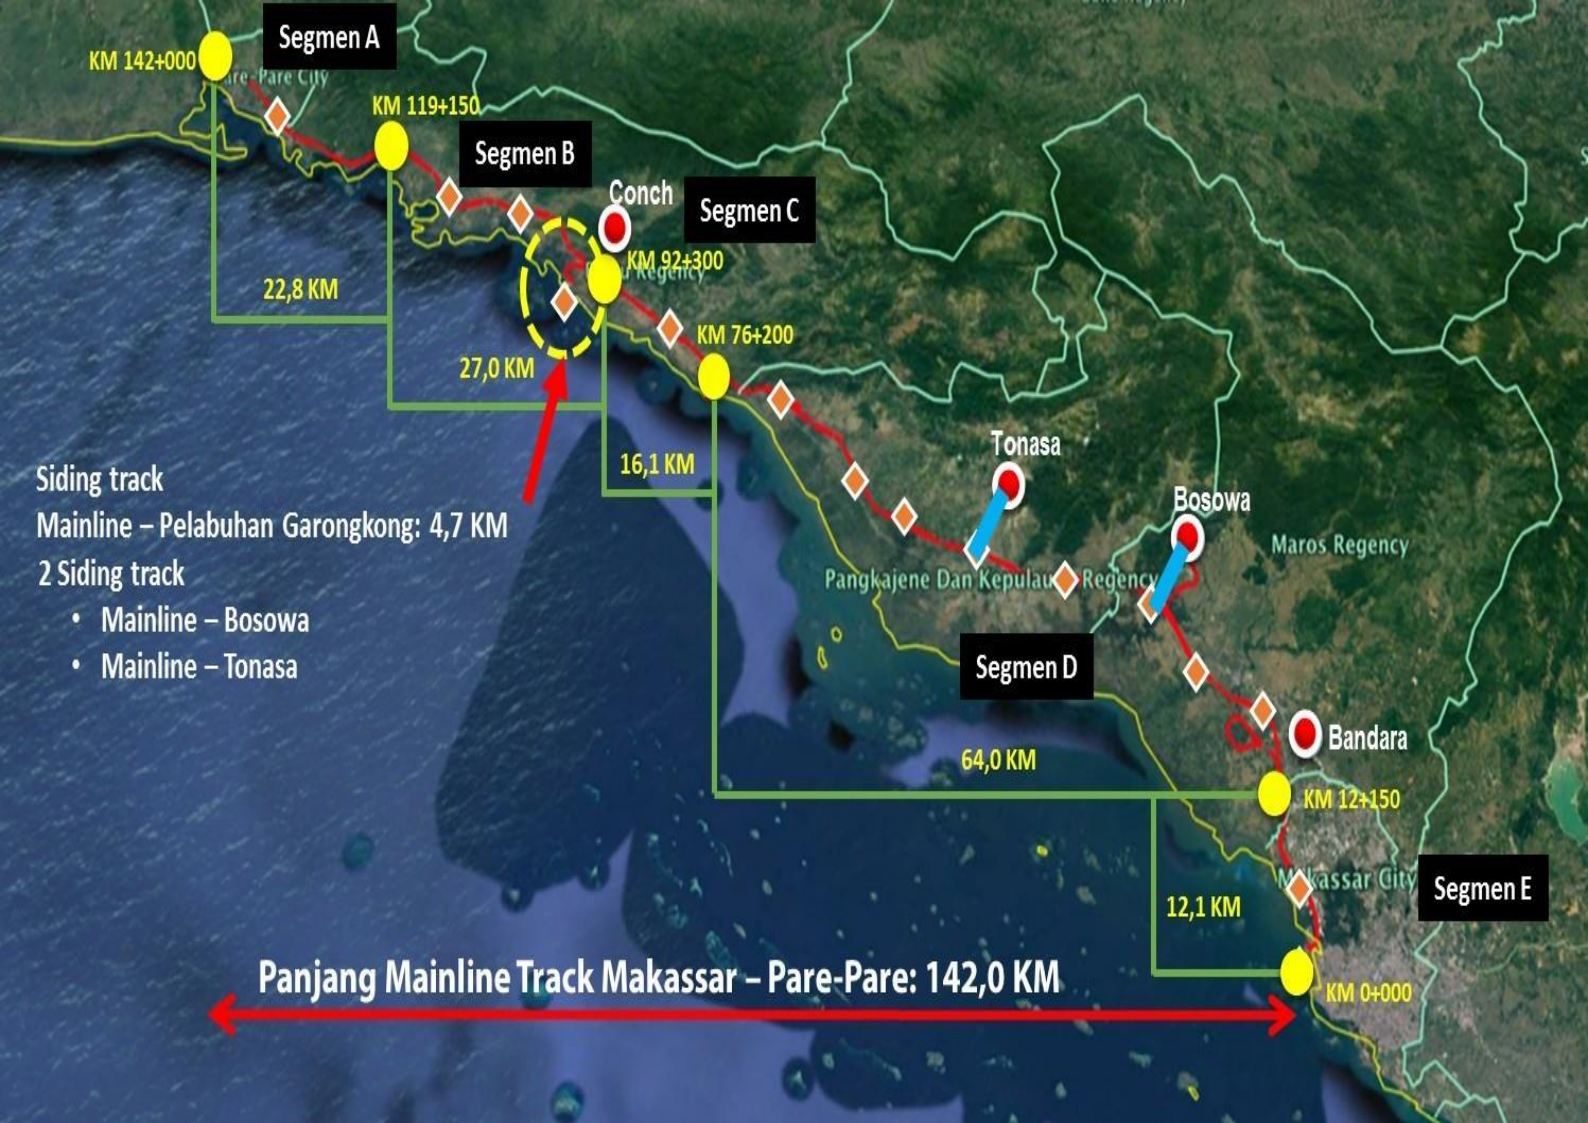 Segmen A
KM 142+000
re-Pare City
KM 119+150
Segmen B
Conch
Segmen C
KM 92+300
Regency
22,8 KM
KM 76+200
27,0 KM
Tonasa
16,1 KM
Siding track
Mainline – Pelabuhan Garongkong: 4,7 KM
2 Siding track
• Mainline – Bosowa
• Mainline – Tonasa
Bosowa
Maros Regency
Pangkajene Dan Kepulau Regency
Segmen D
Bandara
64,0 KM
KM 12+150
M kassar City
Segmen E
12,1 KM
Panjang Mainline Track Makassar – Pare-Pare: 142,0 KM
KM 0+000